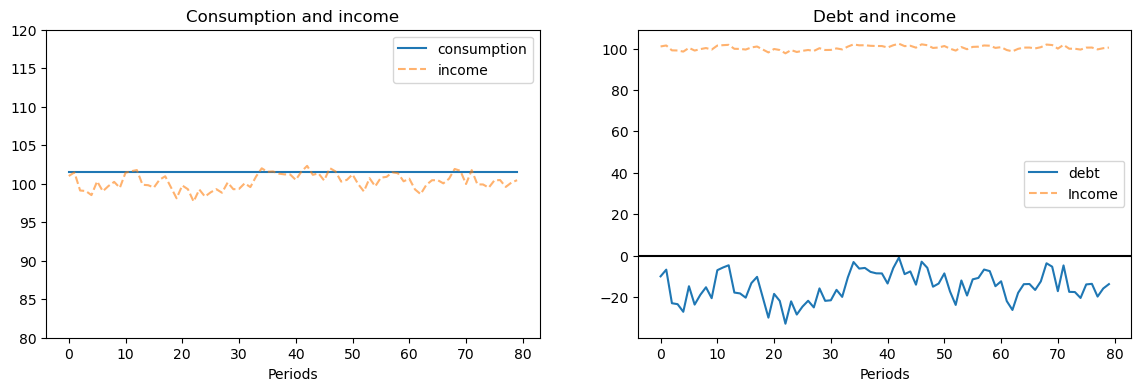 Consumption and income
120
115
110
105
100
95
90
85
80
consumption
income
0 10 20 30 40 50 60 70 80
Periods
Debt and income
100
80
60
40
20
0
−20
debt
Income
0 10 20 30 40 50 60 70 80
Periods